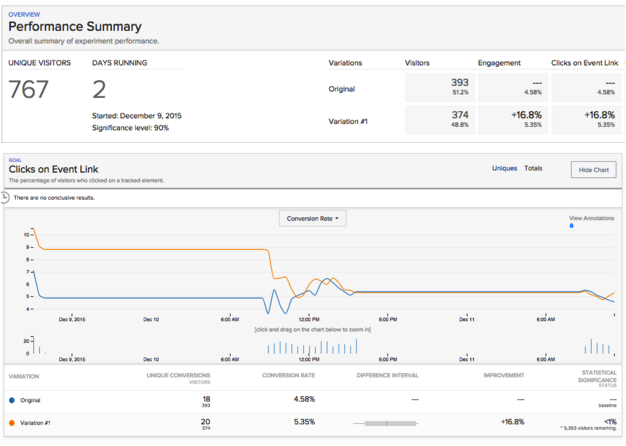 OVERVIEW
Performance Summary
Overall summary of experiment performance.
UNIQUE VISITORS DAYS RUNNING Variations Visitors Engagement Clicks on Event Link
767 2
Original 393 --- ---
51.2% 4.58% 4.58%
Started: December 9, 2015
Significance level: 90%
Variation #1 374 +16.8% +16.8%
48.8% 5.35% 5.35%
GOAL
Clicks on Event Link
The percentage of visitors who clicked on a tracked element.
Uniques Totals Hide Chart
There are no conclusive results.
Conversion Rate
View Annotations
10
9
8
7
6
5
4
Dec 9, 2015 Dec 10 6:00 AM 12:00 PM 6:00 PM Dec 11 6:00 AM
[click and drag on the chart below to zoom in]
20
0
Dec 9, 2015 Dec 10 6:00 AM 12:00 PM 6:00 PM Dec 11 6:00 AM
VARIATION UNIQUE CONVERSIONS CONVERSION RATE DIFFERENCE INTERVAL IMPROVEMENT STATISTICAL
SIGNIFICANCE
VISITORS STATUS
Original 18 4.58% --- --- ---
393 baseline
Variation #1 20 5.35% +16.8% <1%
374 ~ 5,353 visitors remaining.